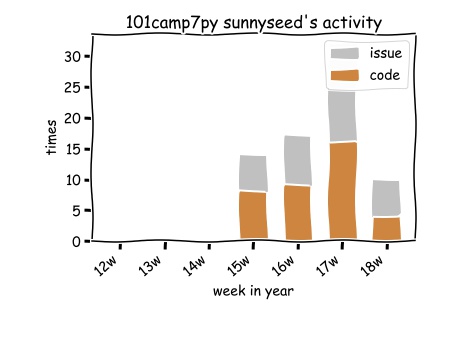 101camp7py sunnyseed's activity
issue
code
30
25
20
15
10
5
0
times
12w
13w
14w
15w
16w
17w
18w
week in year